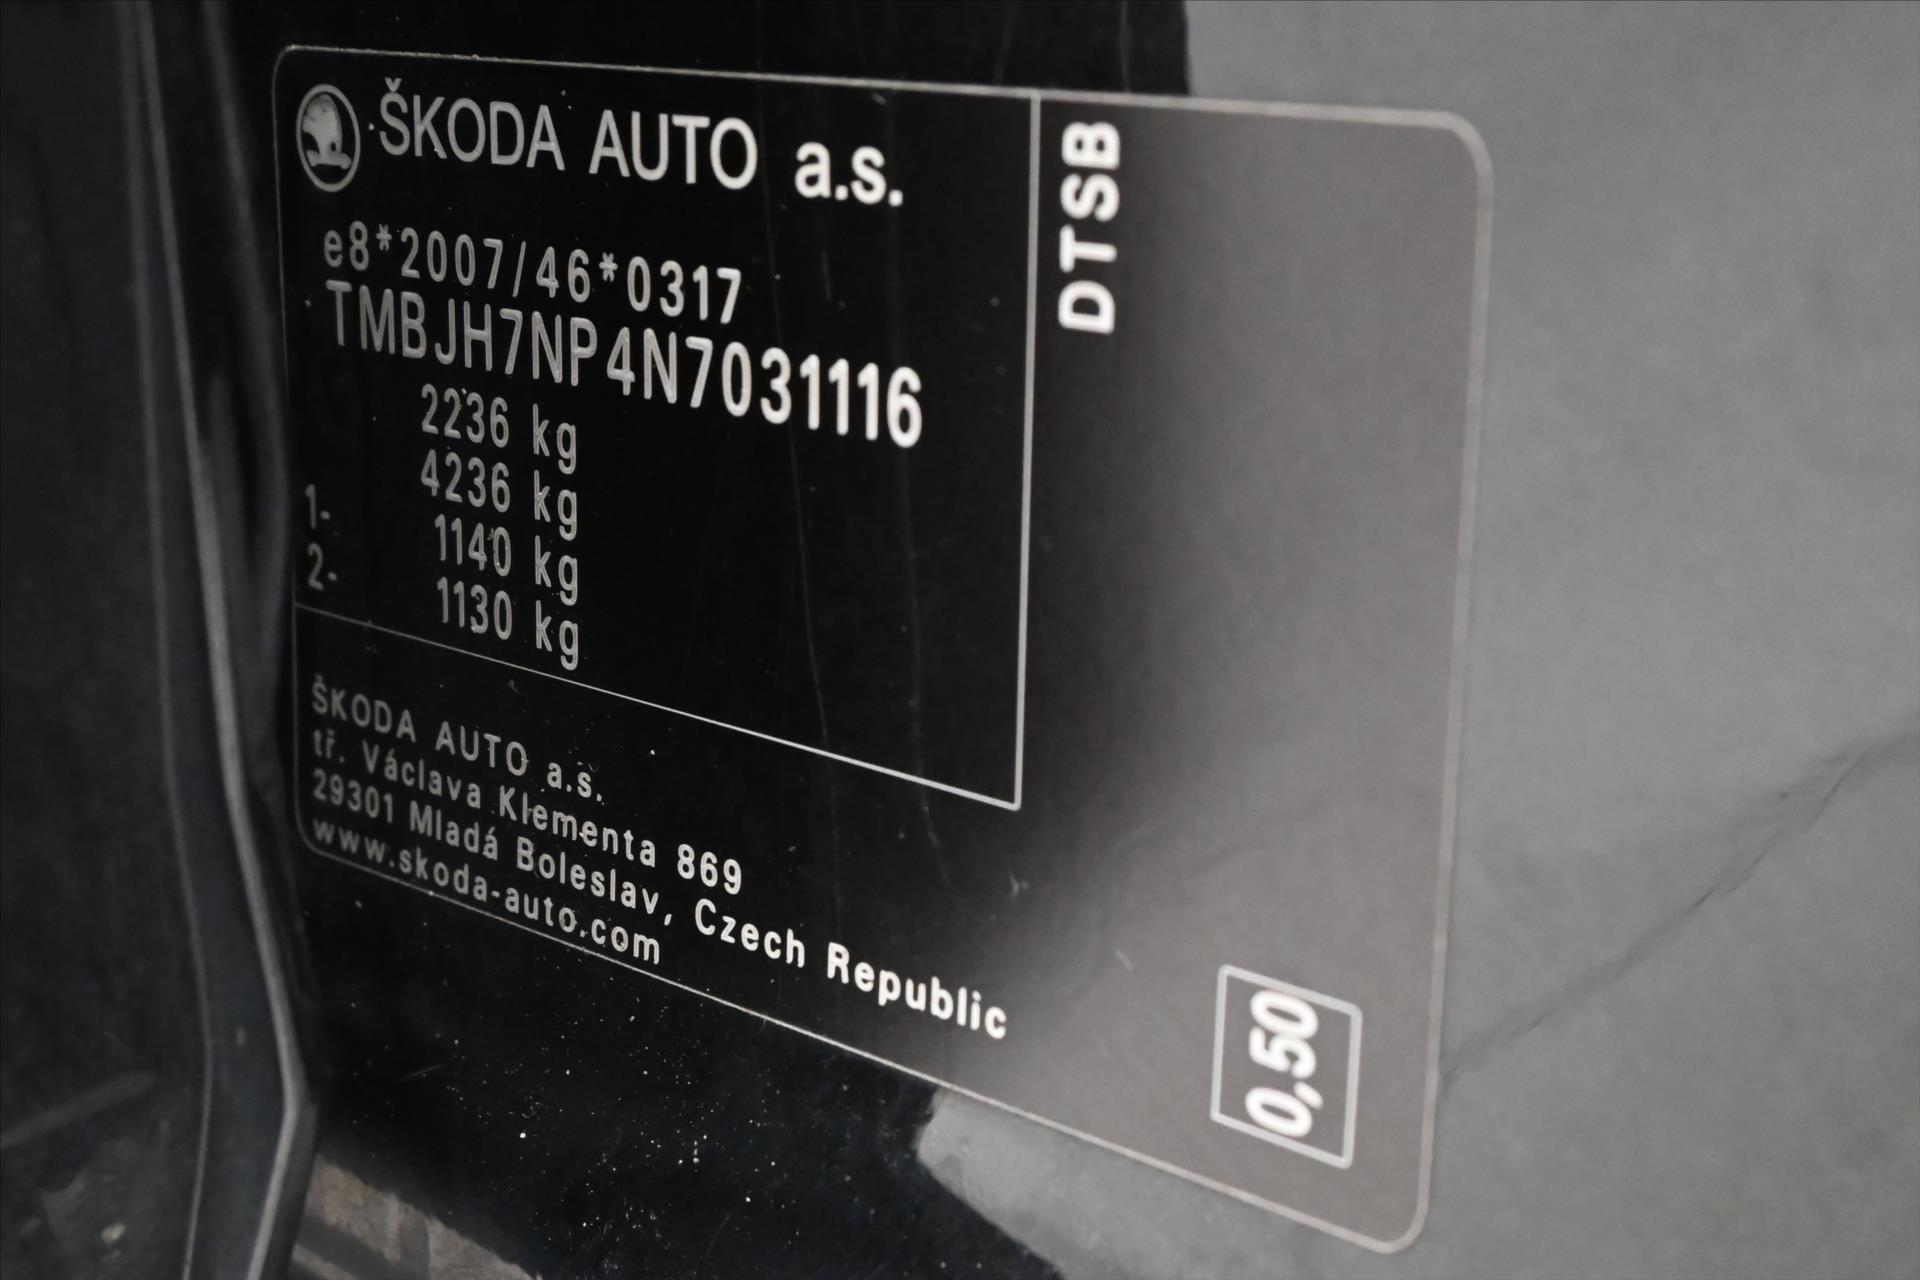 ŠKODA AUTO a.s.
e8*2007/46*0317
TMBJH7NP4N7031116
2236 kg
4236 kg
1- 1140 kg
2- 1130 kg
DTSB
ŠKODA AUTO a.s.
tř. Václava Klementa 869
29301 Mladá Boleslav, Czech Republic
www.skoda-auto.com
0,50